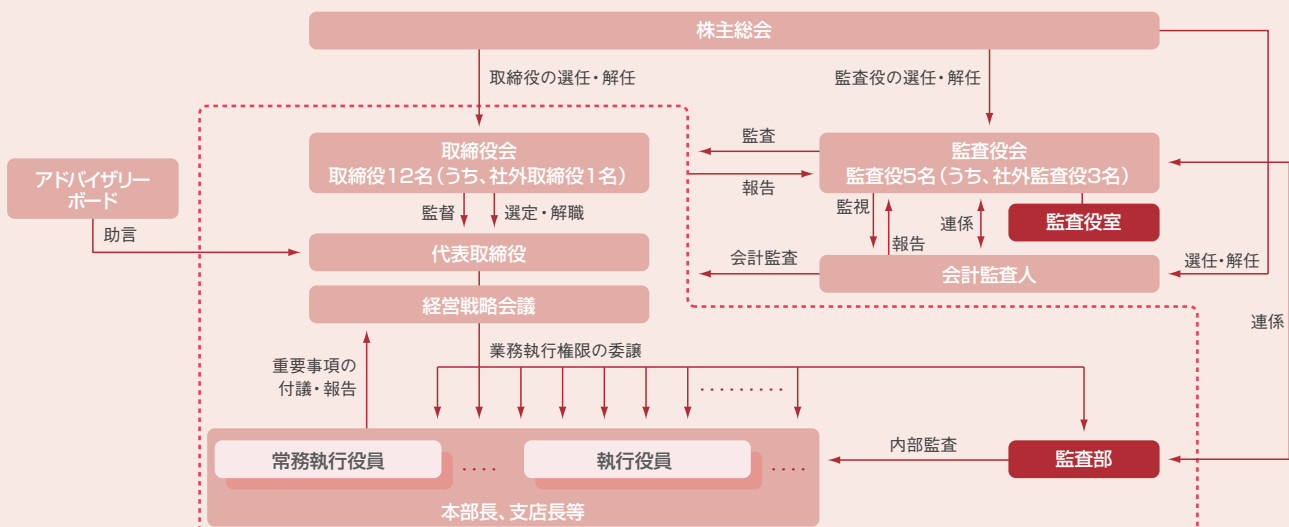 株主総会
取締役の選任・解任
監査役の選任・解任
取締役会
取締役12名（うち、社外取締役1名）
監査
報告
監査役会
監査役5名（うち、社外監査役3名）
アドバイザリー
ボード
助言
監督
選定・解職
監視
報告
連係
監査役室
代表取締役
会計監査
会計監査人
選任・解任
経営戦略会議
連係
重要事項の
付議・報告
業務執行権限の委譲
.........
常務執行役員
....
執行役員
....
内部監査
監査部
本部長、支店長等